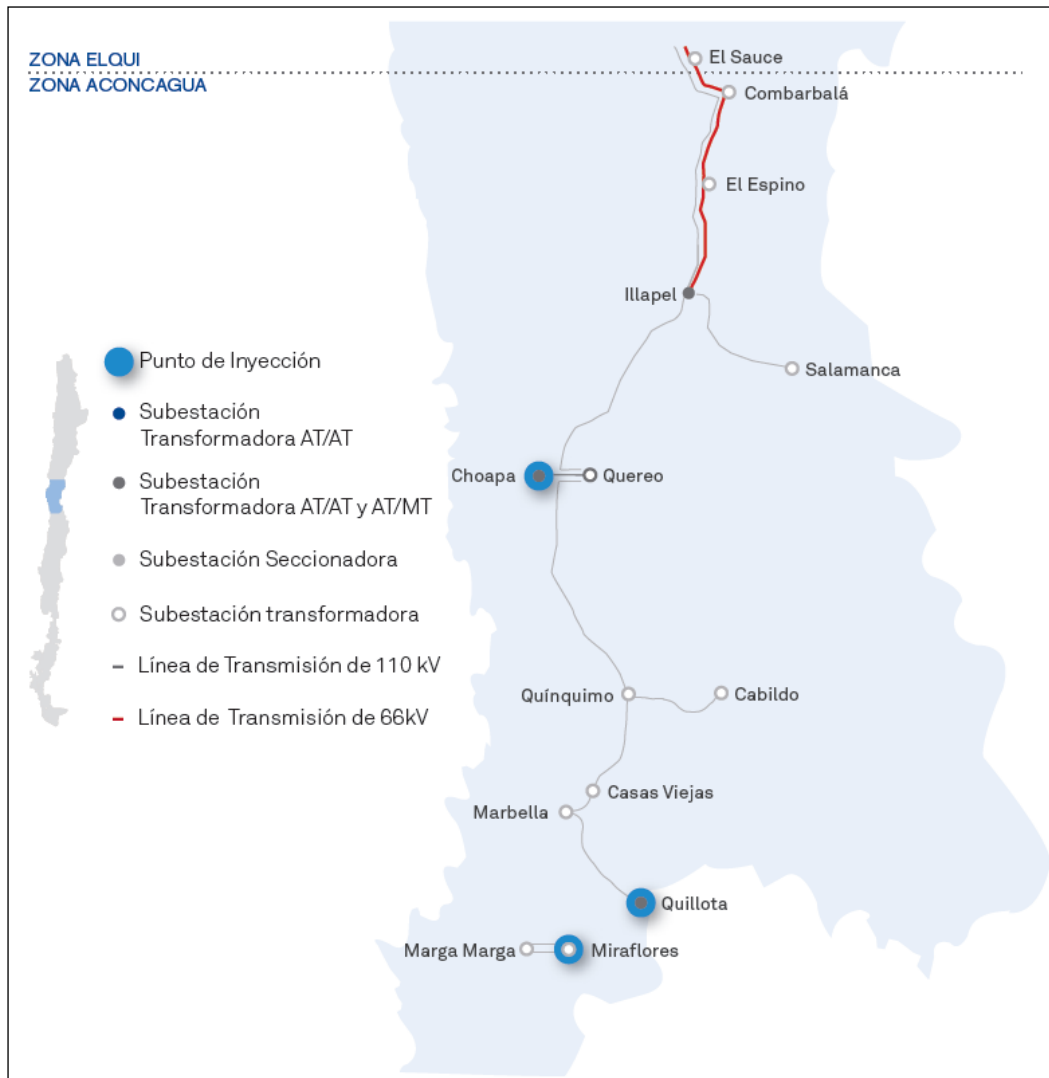 ZONA ELQUI
ZONA ACONCAGUA
El Sauce
Combarbalá
El Espino
Illapel
Salamanca
Choapa
Quereo
Quínquimo
Cabildo
Casas Viejas
Marbella
Quillota
Marga Marga
Miraflores
Punto de Inyección
Subestación
Transformadora AT/AT
Subestación
Transformadora AT/AT y AT/MT
Subestación Seccionadora
Subestación transformadora
Línea de Transmisión de 110 kV
Línea de Transmisión de 66kV